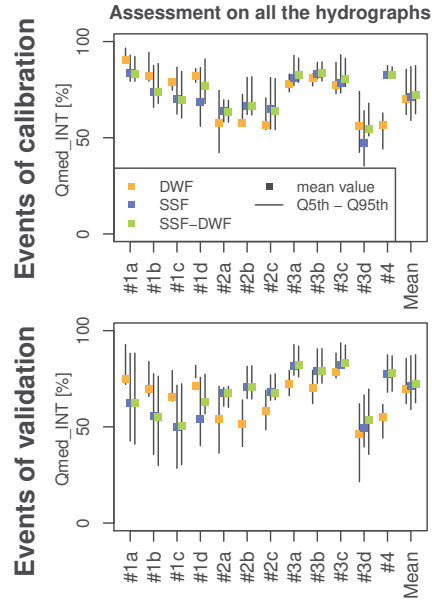 Assessment on all the hydrographs
Events of calibration
Qmed_INT [%]
100
50
0
DWF
SSF
SSF−DWF
mean value
Q5th − Q95th
#1a
#1b
#1c
#1d
#2a
#2b
#2c
#3a
#3b
#3c
#3d
#4
Mean
Events of validation
Qmed_INT [%]
100
50
0
#1a
#1b
#1c
#1d
#2a
#2b
#2c
#3a
#3b
#3c
#3d
#4
Mean